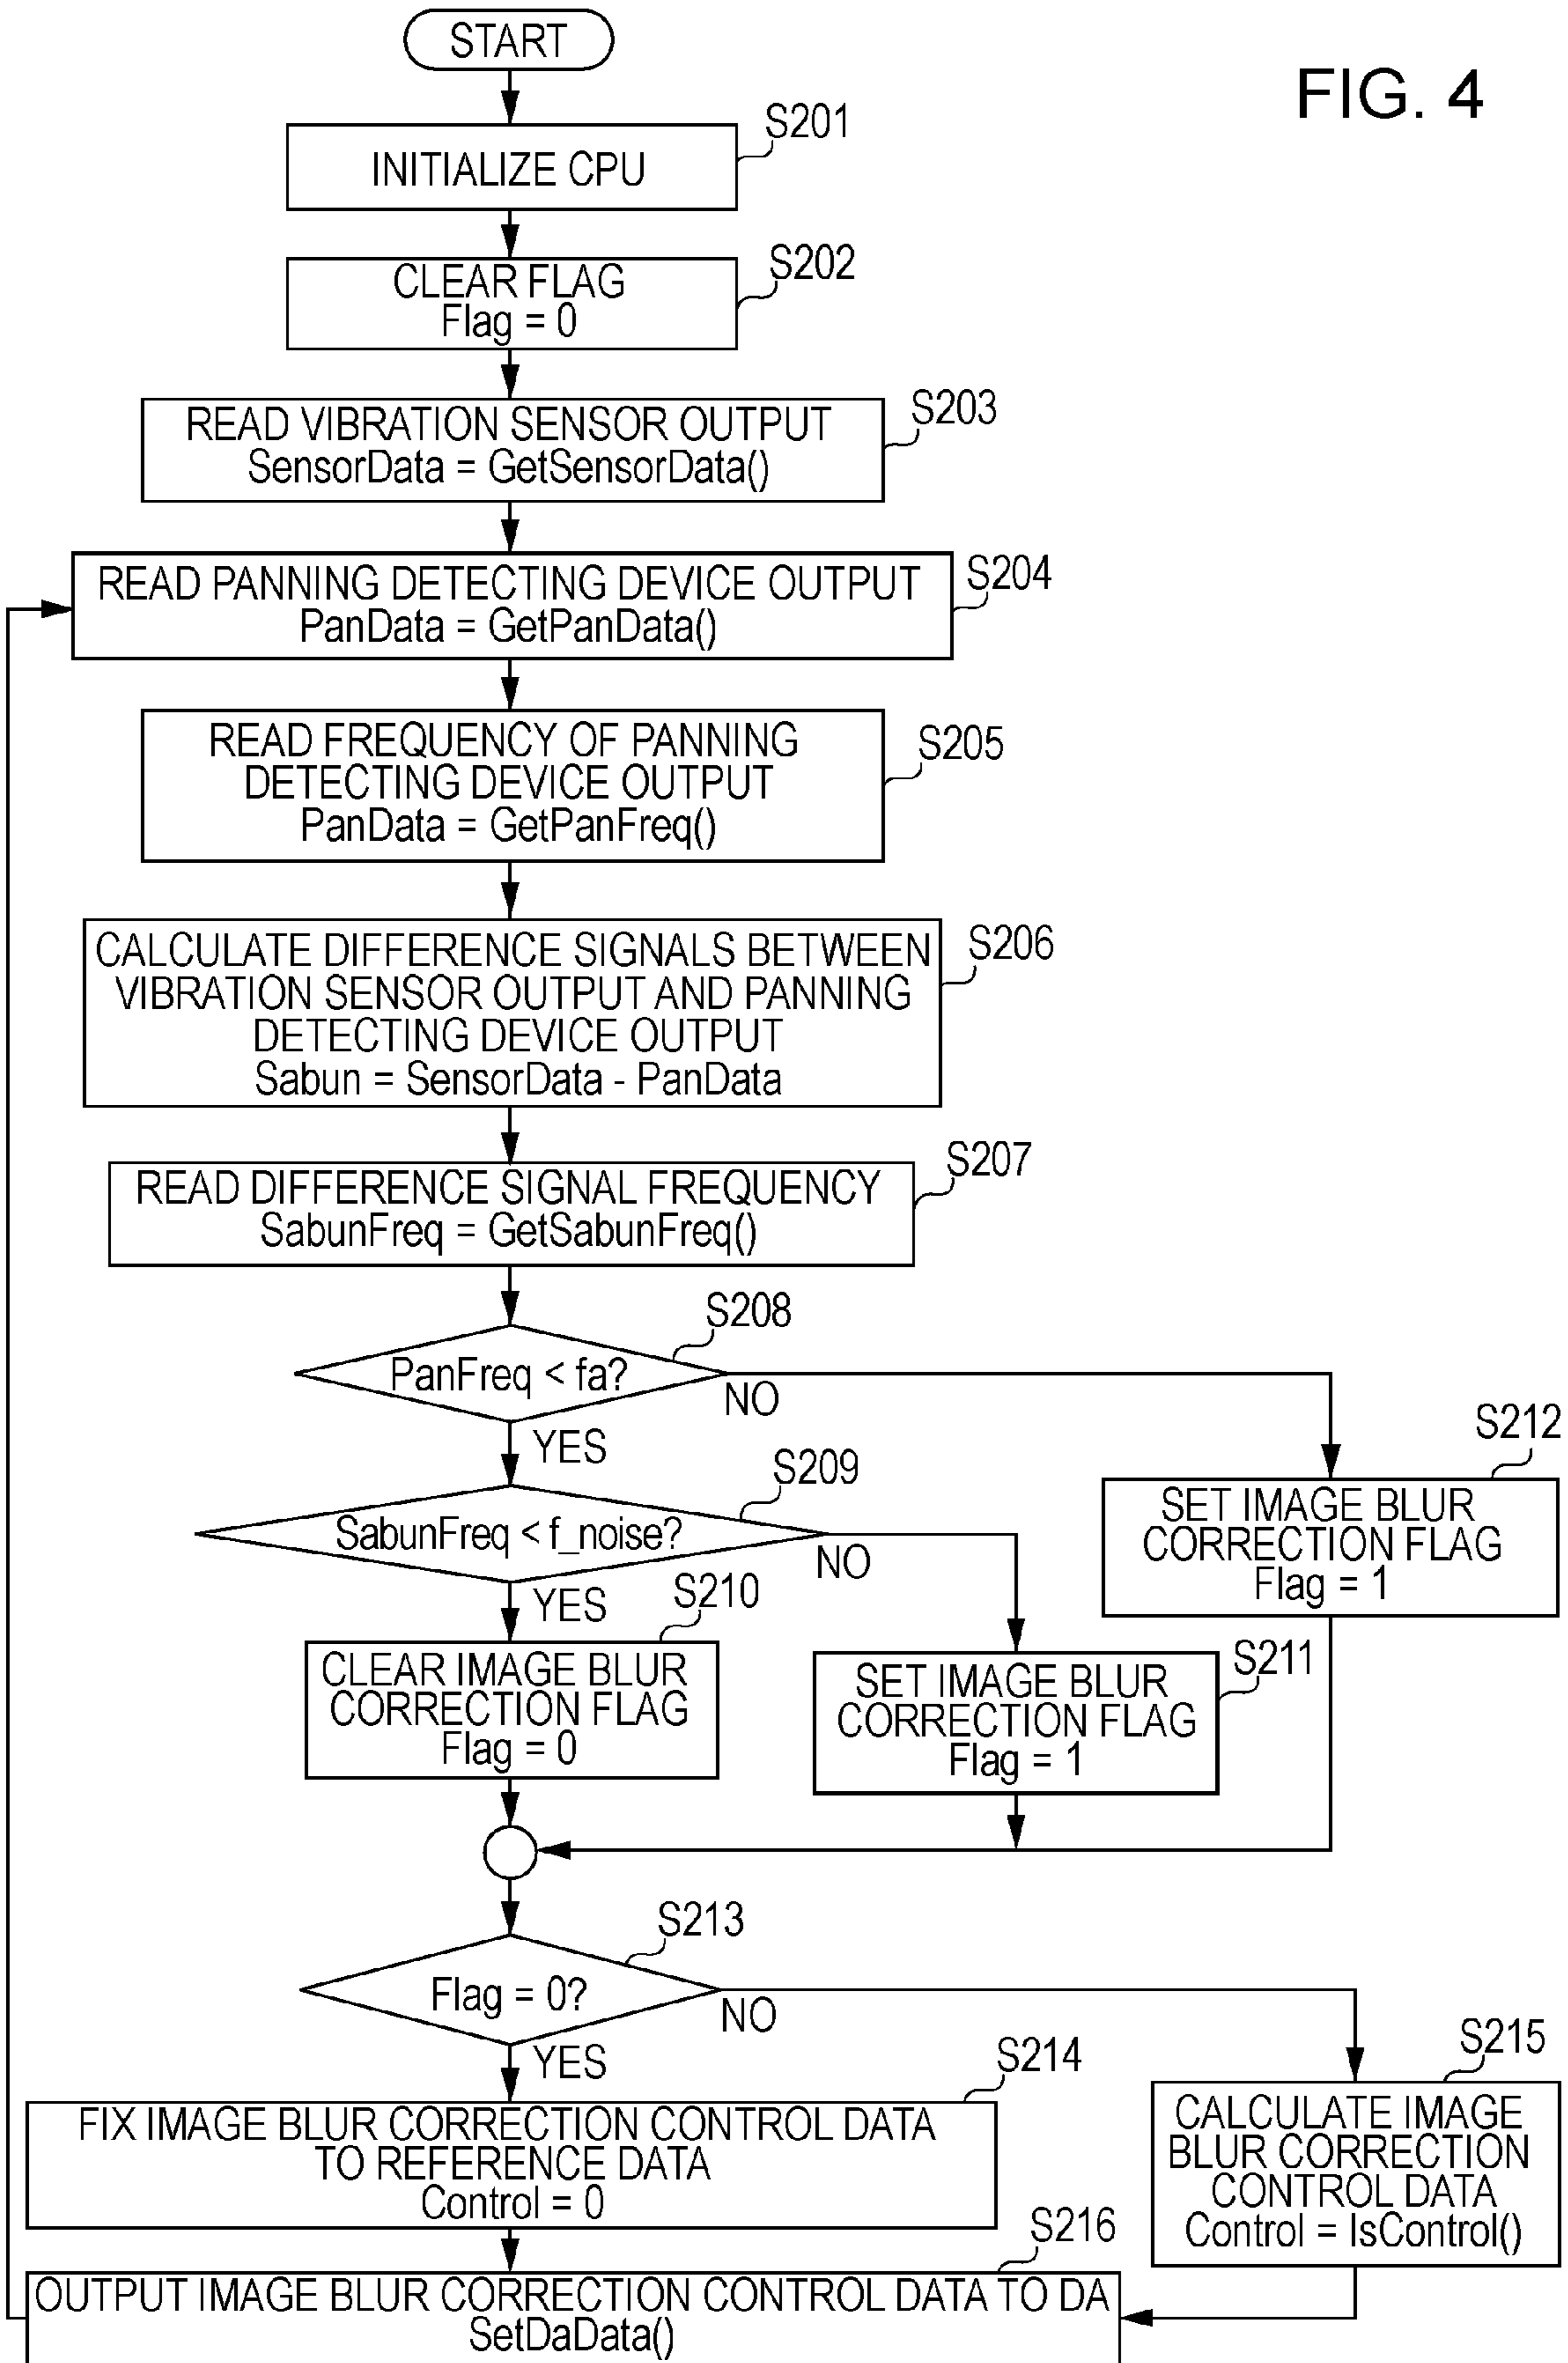 FIG. 4
START
S201
INITIALIZE CPU
S202
CLEAR FLAG
Flag = 0
S203
READ VIBRATION SENSOR OUTPUT
SensorData = GetSensorData()
S204
READ PANNING DETECTING DEVICE OUTPUT
PanData = GetPanData()
S205
READ FREQUENCY OF PANNING
DETECTING DEVICE OUTPUT
PanData = GetPanFreq()
S206
CALCULATE DIFFERENCE SIGNALS BETWEEN
VIBRATION SENSOR OUTPUT AND PANNING
DETECTING DEVICE OUTPUT
Sabun = SensorData - PanData
S207
READ DIFFERENCE SIGNAL FREQUENCY
SabunFreq = GetSabunFreq()
S208
PanFreq < fa?
NO
YES
S209
SabunFreq < f_noise?
NO
YES
S212
SET IMAGE BLUR
CORRECTION FLAG
Flag = 1
S210
CLEAR IMAGE BLUR
CORRECTION FLAG
Flag = 0
S211
SET IMAGE BLUR
CORRECTION FLAG
Flag = 1
S213
Flag = 0?
NO
YES
S214
FIX IMAGE BLUR CORRECTION CONTROL DATA
TO REFERENCE DATA
Control = 0
S215
CALCULATE IMAGE
BLUR CORRECTION
CONTROL DATA
Control = IsControl()
S216
OUTPUT IMAGE BLUR CORRECTION CONTROL DATA TO DA
SetDaData()